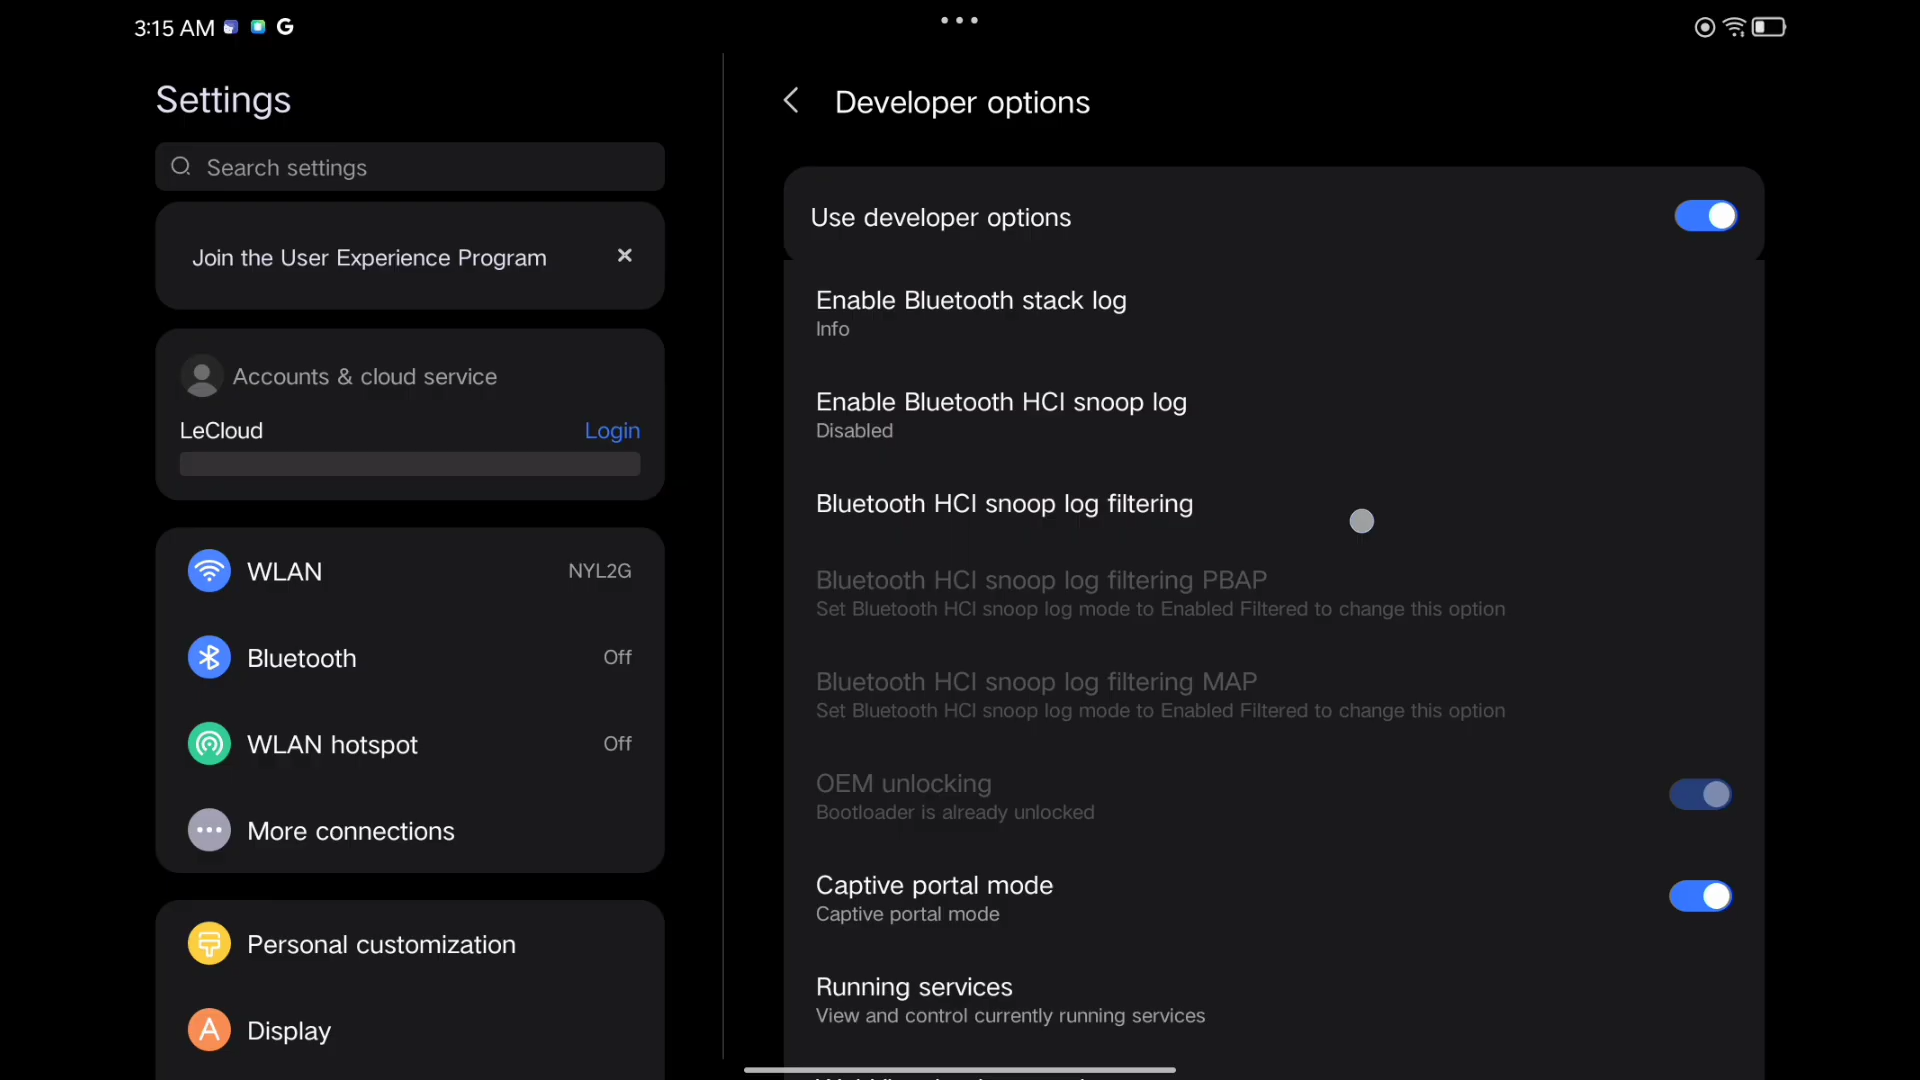 3:15 AM
Settings
Search settings
Join the User Experience Program
Accounts & cloud service
LeCloud
Login
WLAN
NYL2G
Bluetooth
Off
WLAN hotspot
Off
More connections
Personal customization
Display
Developer options
Use developer options
Enable Bluetooth stack log
Info
Enable Bluetooth HCI snoop log
Disabled
Bluetooth HCI snoop log filtering
Bluetooth HCI snoop log filtering PBAP
Set Bluetooth HCI snoop log mode to Enabled Filtered to change this option
Bluetooth HCI snoop log filtering MAP
Set Bluetooth HCI snoop log mode to Enabled Filtered to change this option
OEM unlocking
Bootloader is already unlocked
Captive portal mode
Captive portal mode
Running services
View and control currently running services